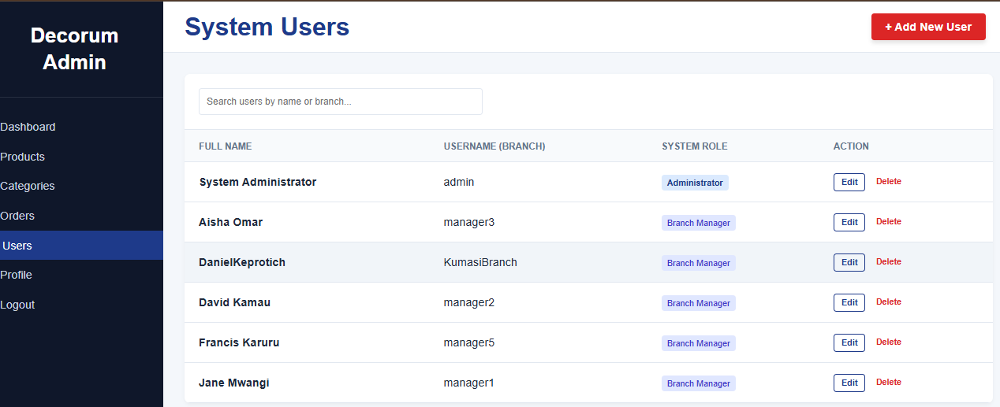 Decorum
Admin
Dashboard
Products
Categories
Orders
Users
Profile
Logout
System Users
+ Add New User
Search users by name or branch...
FULL NAME USERNAME (BRANCH) SYSTEM ROLE ACTION
System Administrator admin Administrator Edit Delete
Aisha Omar manager3 Branch Manager Edit Delete
DanielKeprotich KumasiBranch Branch Manager Edit Delete
David Kamau manager2 Branch Manager Edit Delete
Francis Karuru manager5 Branch Manager Edit Delete
Jane Mwangi manager1 Branch Manager Edit Delete